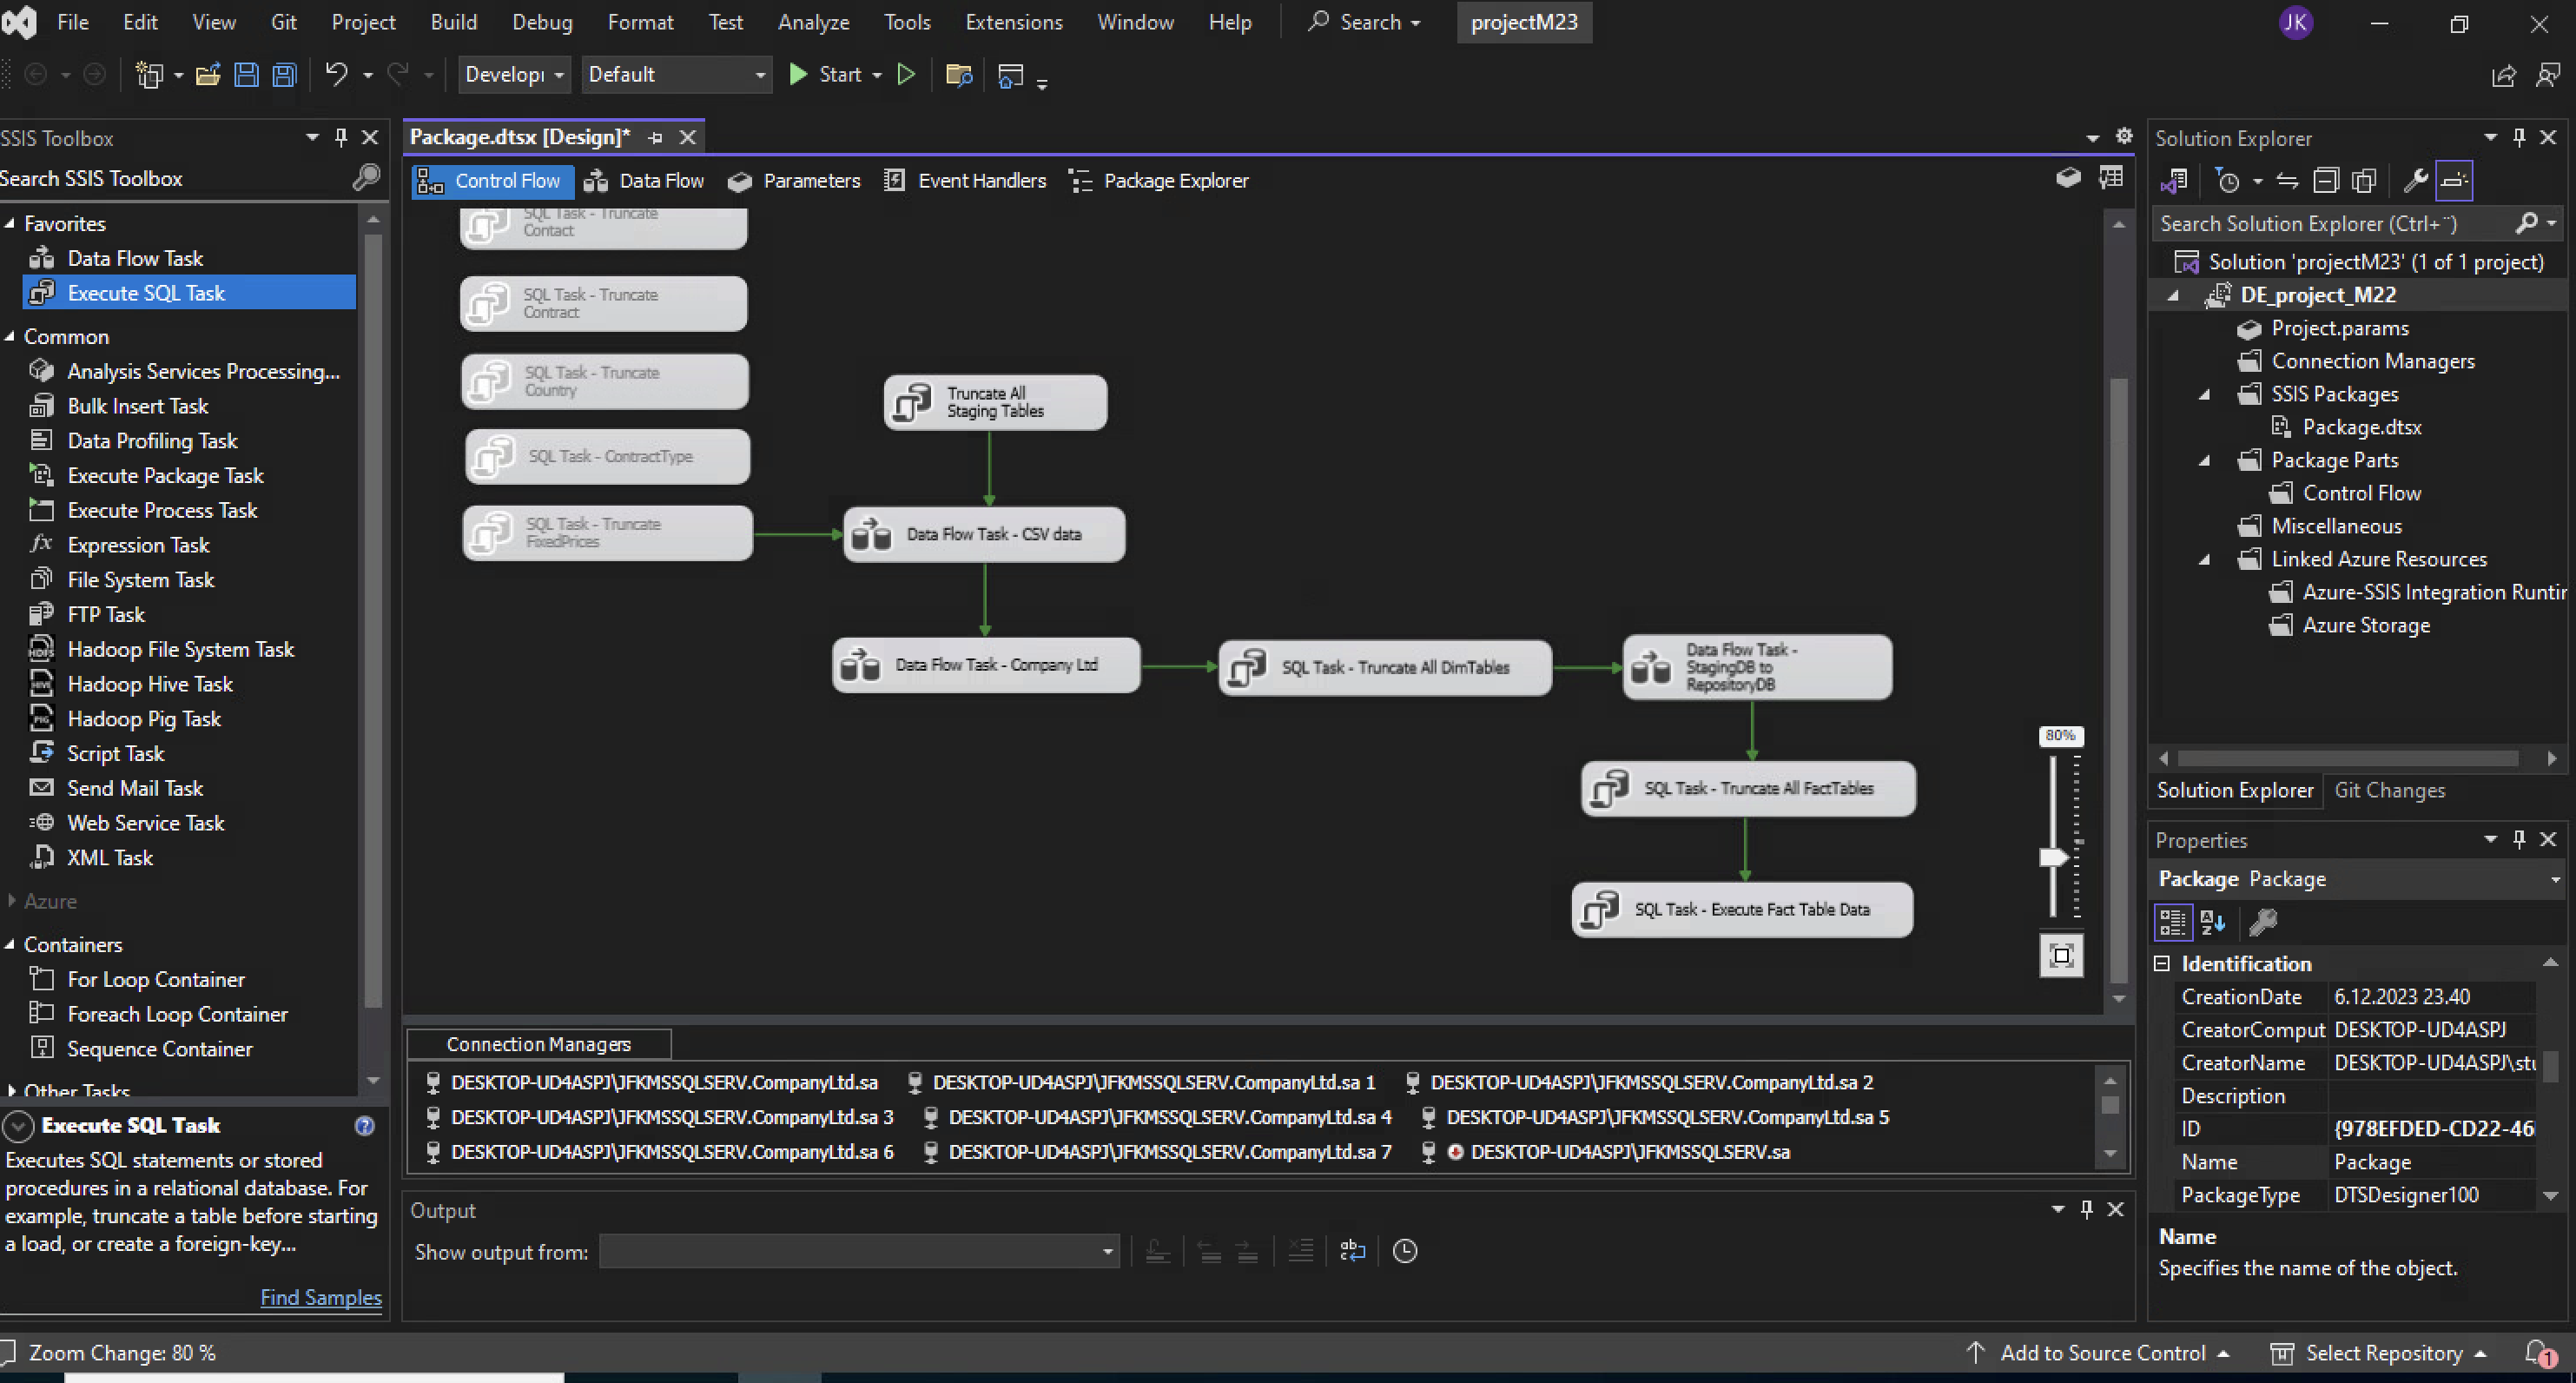 File Edit View Git Project Build Debug Format Test Analyze Tools Extensions Window Help Search projectM23 JK
Developi Default Start
SSIS Toolbox
Search SSIS Toolbox
Favorites
Data Flow Task
Execute SQL Task
Common
Analysis Services Processing...
Bulk Insert Task
Data Profiling Task
Execute Package Task
Execute Process Task
fx Expression Task
File System Task
FTP Task
Hadoop File System Task
Hadoop Hive Task
Hadoop Pig Task
Script Task
Send Mail Task
Web Service Task
XML Task
Azure
Containers
For Loop Container
Foreach Loop Container
Sequence Container
Other Tasks
Execute SQL Task
Executes SQL statements or stored
procedures in a relational database. For
example, truncate a table before starting
a load, or create a foreign-key...
Find Samples
Package.dtsx [Design]*
Control Flow Data Flow Parameters Event Handlers Package Explorer
SQL Task - Truncate
Contact
SQL Task - Truncate
Contract
SQL Task - Truncate
Country
SQL Task - ContractType
SQL Task - Truncate
FixedPrices
Truncate All
Staging Tables
Data Flow Task - CSV data
Data Flow Task - Company Ltd
SQL Task - Truncate All DimTables
Data Flow Task -
StagingDB to
RepositoryDB
SQL Task - Truncate All FactTables
SQL Task - Execute Fact Table Data
80%
Connection Managers
DESKTOP-UD4ASPJ\JFKMSSQLSERV.CompanyLtd.sa DESKTOP-UD4ASPJ\JFKMSSQLSERV.CompanyLtd.sa 1 DESKTOP-UD4ASPJ\JFKMSSQLSERV.CompanyLtd.sa 2
DESKTOP-UD4ASPJ\JFKMSSQLSERV.CompanyLtd.sa 3 DESKTOP-UD4ASPJ\JFKMSSQLSERV.CompanyLtd.sa 4 DESKTOP-UD4ASPJ\JFKMSSQLSERV.CompanyLtd.sa 5
DESKTOP-UD4ASPJ\JFKMSSQLSERV.CompanyLtd.sa 6 DESKTOP-UD4ASPJ\JFKMSSQLSERV.CompanyLtd.sa 7 DESKTOP-UD4ASPJ\JFKMSSQLSERV.sa
Output
Show output from:
Solution Explorer
Search Solution Explorer (Ctrl+¨)
Solution 'projectM23' (1 of 1 project)
DE_project_M22
Project.params
Connection Managers
SSIS Packages
Package.dtsx
Package Parts
Control Flow
Miscellaneous
Linked Azure Resources
Azure-SSIS Integration Runtir
Azure Storage
Solution Explorer Git Changes
Properties
Package Package
Identification
CreationDate 6.12.2023 23.40
CreatorComput DESKTOP-UD4ASPJ
CreatorName DESKTOP-UD4ASPJ\stu
Description
ID {978EFDED-CD22-46
Name Package
PackageType DTSDesigner100
Name
Specifies the name of the object.
Zoom Change: 80 % Add to Source Control Select Repository 1